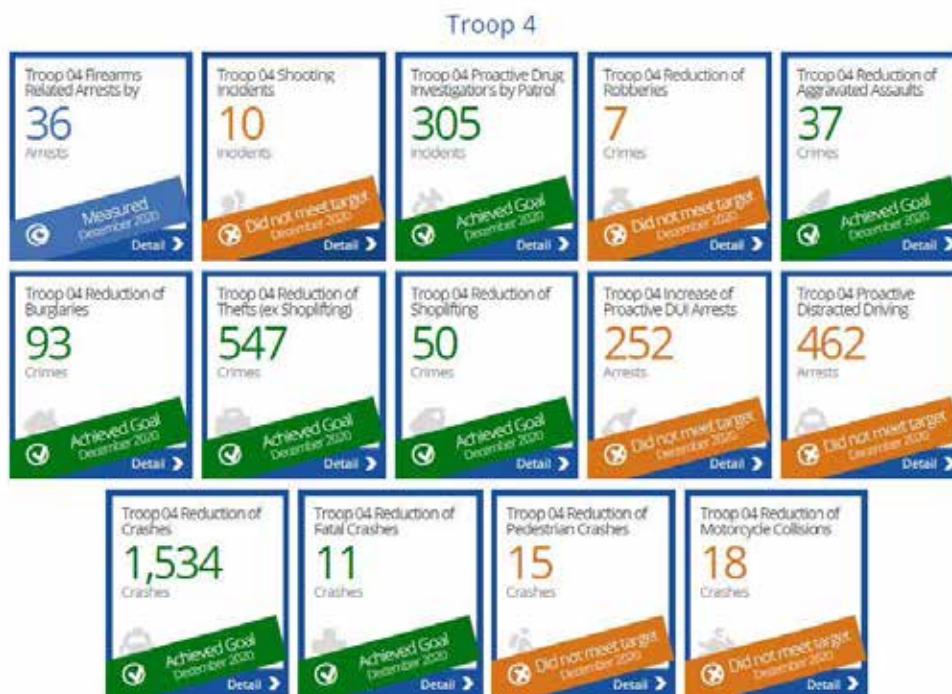 Troop 4
Troop 04 Firearms
Related Arrests by
36
Arrests
Measured
December 2020
Detail
Troop 04 Shooting
Incidents
10
Incidents
Did not meet target
December 2020
Detail
Troop 04 Proactive Drug
Investigations by Patrol
305
Incidents
Achieved Goal
December 2020
Detail
Troop 04 Reduction of
Robberies
7
Crimes
Did not meet target
December 2020
Detail
Troop 04 Reduction of
Aggravated Assaults
37
Crimes
Achieved Goal
December 2020
Detail
Troop 04 Reduction of
Burglaries
93
Crimes
Achieved Goal
December 2020
Detail
Troop 04 Reduction of
Thefts (ex Shoplifting)
547
Crimes
Achieved Goal
December 2020
Detail
Troop 04 Reduction of
Shoplifting
50
Crimes
Achieved Goal
December 2020
Detail
Troop 04 Increase of
Proactive DUI Arrests
252
Arrests
Did not meet target
December 2020
Detail
Troop 04 Proactive
Distracted Driving
462
Arrests
Did not meet target
December 2020
Detail
Troop 04 Reduction of
Crashes
1,534
Crashes
Achieved Goal
December 2020
Detail
Troop 04 Reduction of
Fatal Crashes
11
Crashes
Achieved Goal
December 2020
Detail
Troop 04 Reduction of
Pedestrian Crashes
15
Crashes
Did not meet target
December 2020
Detail
Troop 04 Reduction of
Motorcycle Collisions
18
Crashes
Did not meet target
December 2020
Detail